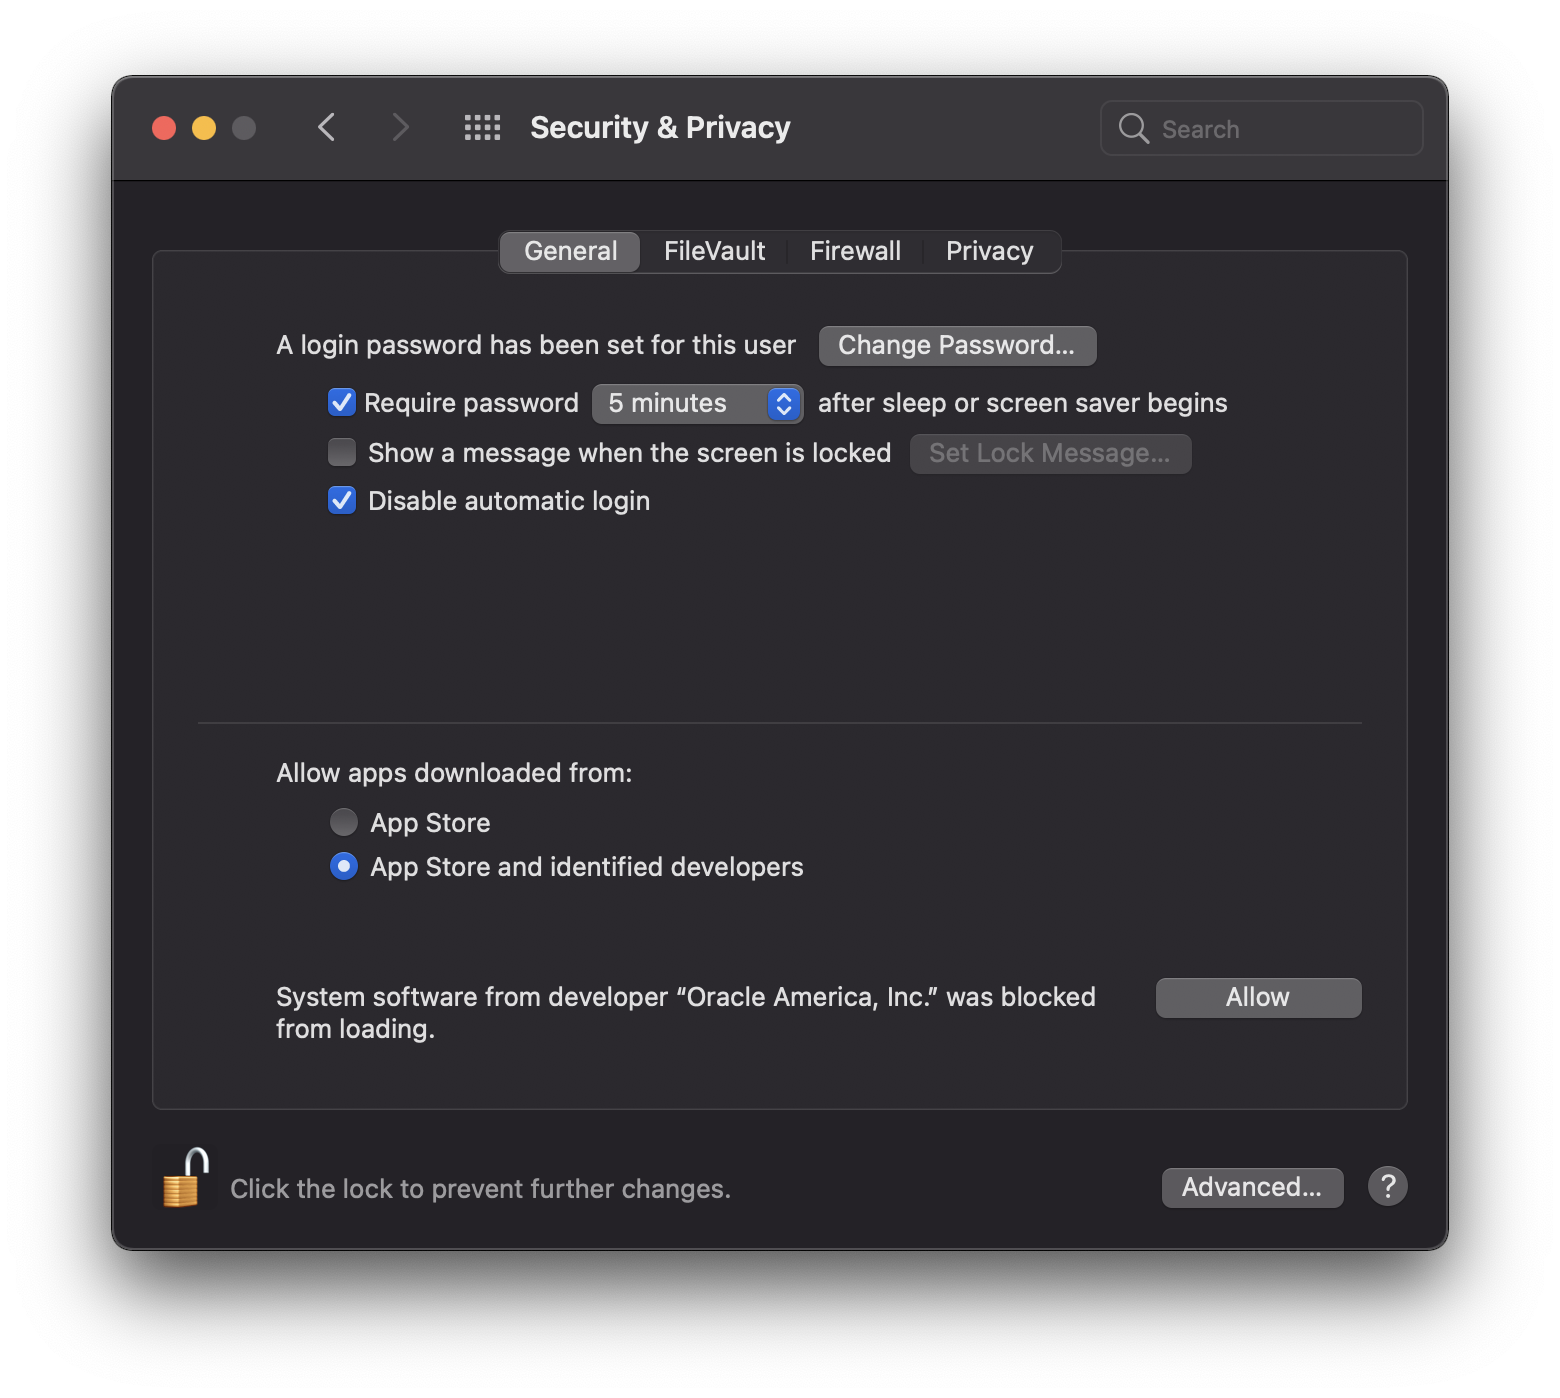 Security & Privacy
Search
General FileVault Firewall Privacy
A login password has been set for this user Change Password...
Require password 5 minutes after sleep or screen saver begins
Show a message when the screen is locked Set Lock Message...
Disable automatic login
Allow apps downloaded from:
App Store
App Store and identified developers
System software from developer “Oracle America, Inc.” was blocked Allow
from loading.
Click the lock to prevent further changes. Advanced... ?